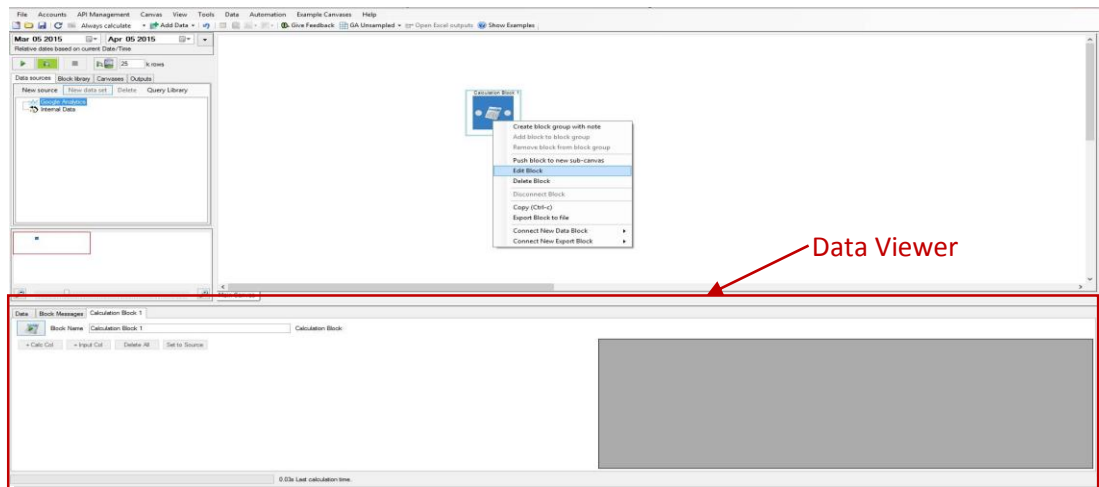 File Accounts API Management Canvas View Tools Data Automation Example Canvases Help
Always calculate Add Data Give Feedback GA Unsampled Open Excel outputs Show Examples
Mar 05 2015 Apr 05 2015
Relative dates based on current Date/Time
25 k rows
Data sources Block library Canvases Outputs
New source New data set Delete Query Library
Google Analytics
Internal Data
Calculation Block 1
Create block group with note
Add block to block group
Remove block from block group
Push block to new sub-canvas
Edit Block
Delete Block
Disconnect Block
Copy (Ctrl-c)
Export Block to file
Connect New Data Block
Connect New Export Block
Data Viewer
Data Block Messages Calculation Block 1
Block Name Calculation Block 1 Calculation Block
+ Calc Col + Input Col Delete All Set to Source
0.03s Last calculation time.